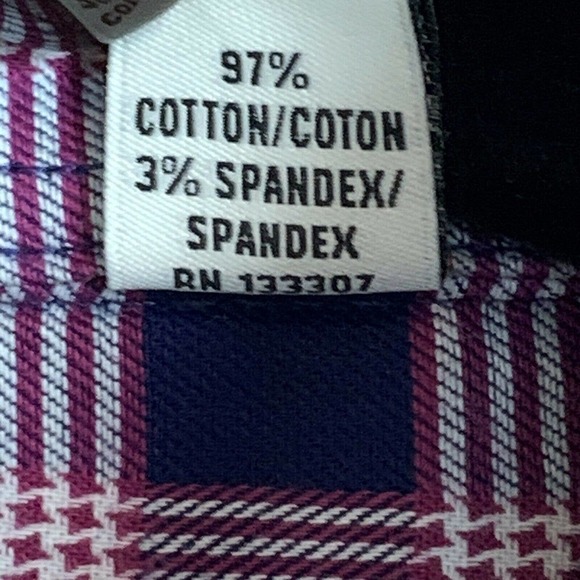 97%
COTTON/COTON
3% SPANDEX/
SPANDEX
RN 133307